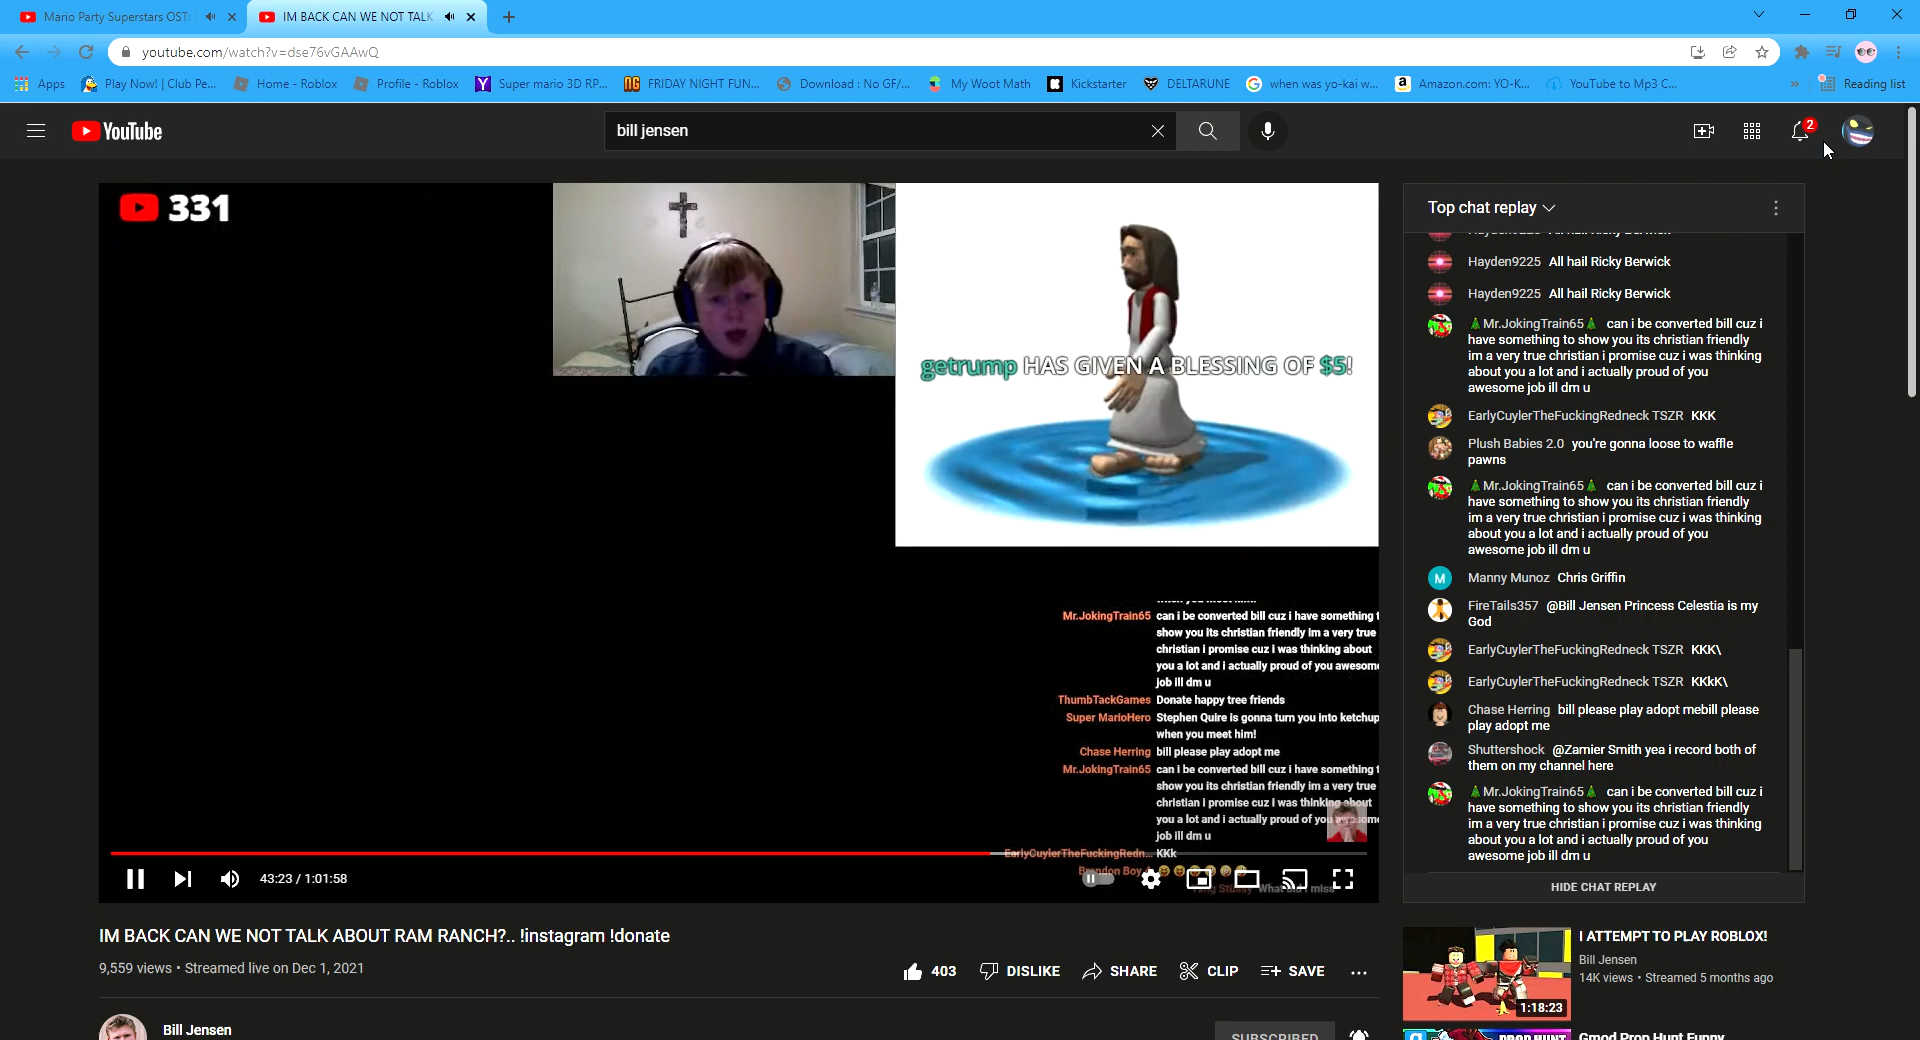 Mario Party Superstars OST:
IM BACK CAN WE NOT TALK
youtube.com/watch?v=dse76vGAAwQ
Apps
Play Now! | Club Pe...
Home - Roblox
Profile - Roblox
Super mario 3D RP...
FRIDAY NIGHT FUN...
Download : No GF/...
My Woot Math
Kickstarter
DELTARUNE
when was yo-kai w...
Amazon.com: YO-K...
YouTube to Mp3 C...
»
Reading list
YouTube
bill jensen
2
331
getrump HAS GIVEN A BLESSING OF $5!
Mr.JokingTrain65 can i be converted bill cuz i have something t
show you its christian friendly im a very true
christian i promise cuz i was thinking about
you a lot and i actually proud of you awesome
job ill dm u
ThumbTackGames Donate happy tree friends
Super MarioHero Stephen Quire is gonna turn you into ketchup
when you meet him!
Chase Herring bill please play adopt me
Mr.JokingTrain65 can i be converted bill cuz i have something t
show you its christian friendly im a very true
christian i promise cuz i was thinking about
you a lot and i actually proud of you awesome
job ill dm u
EarlyCuylerTheFuckingRedn... KKk
Brandon Boy
What did I miss
43:23 / 1:01:58
Top chat replay
Hayden9225 All hail Ricky Berwick
Hayden9225 All hail Ricky Berwick
🎄Mr.JokingTrain65🎄 can i be converted bill cuz i
have something to show you its christian friendly
im a very true christian i promise cuz i was thinking
about you a lot and i actually proud of you
awesome job ill dm u
EarlyCuylerTheFuckingRedneck TSZR KKK
Plush Babies 2.0 you're gonna loose to waffle
pawns
🎄Mr.JokingTrain65🎄 can i be converted bill cuz i
have something to show you its christian friendly
im a very true christian i promise cuz i was thinking
about you a lot and i actually proud of you
awesome job ill dm u
M
Manny Munoz Chris Griffin
FireTails357 @Bill Jensen Princess Celestia is my
God
EarlyCuylerTheFuckingRedneck TSZR KKK\
EarlyCuylerTheFuckingRedneck TSZR KKkK\
Chase Herring bill please play adopt mebill please
play adopt me
Shuttershock @Zamier Smith yea i record both of
them on my channel here
🎄Mr.JokingTrain65🎄 can i be converted bill cuz i
have something to show you its christian friendly
im a very true christian i promise cuz i was thinking
about you a lot and i actually proud of you
awesome job ill dm u
HIDE CHAT REPLAY
IM BACK CAN WE NOT TALK ABOUT RAM RANCH?.. !instagram !donate
9,559 views • Streamed live on Dec 1, 2021
403
DISLIKE
SHARE
CLIP
SAVE
Bill Jensen
SUBSCRIBED
I ATTEMPT TO PLAY ROBLOX!
Bill Jensen
14K views • Streamed 5 months ago
1:18:23
Gmod Prop Hunt Funny
PROP HUNT